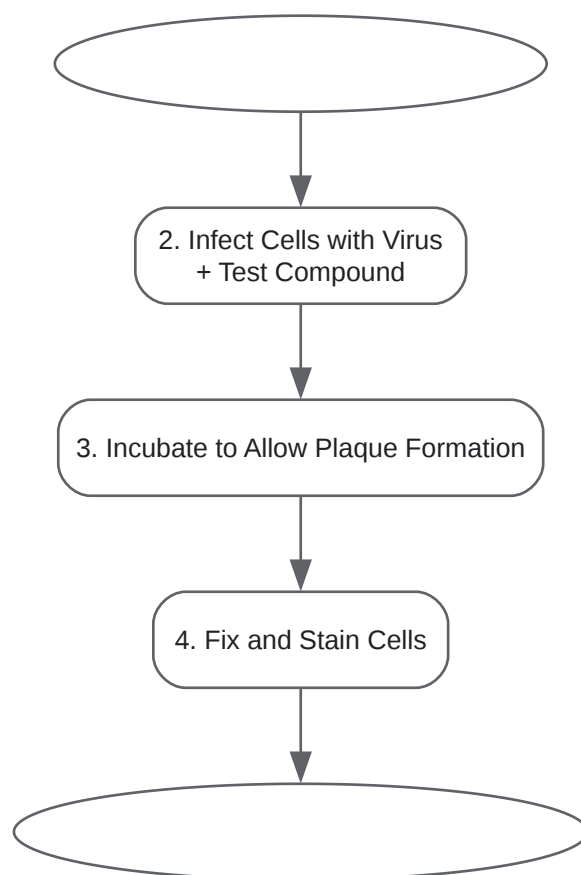 2. Infect Cells with Virus
+ Test Compound
3. Incubate to Allow Plaque Formation
4. Fix and Stain Cells